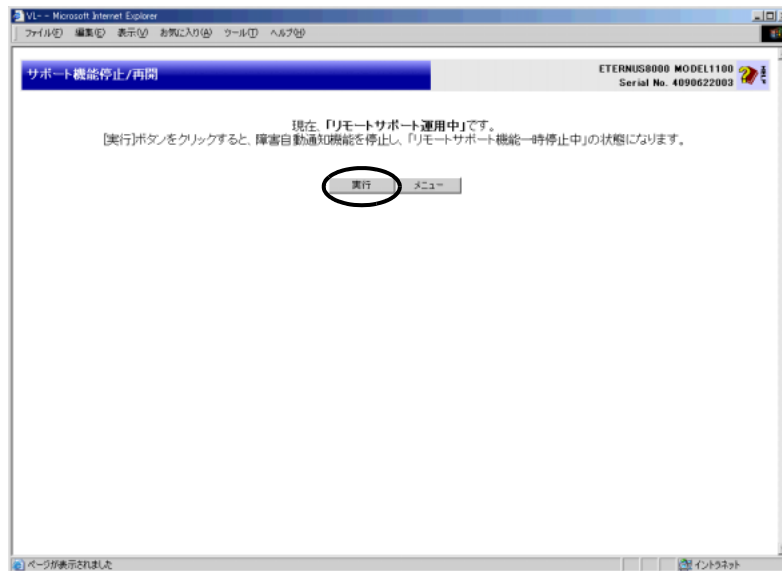 VL-- - Microsoft Internet Explorer
ファイル(F) 編集(E) 表示(V) お気に入り(A) ツール(T) ヘルプ(H)
サポート機能停止/再開
ETERNUS8000 MODEL1100
Serial No. 4090622003
現在、「リモートサポート運用中」です。
[実行]ボタンをクリックすると、障害自動通知機能を停止し、「リモートサポート機能一時停止中」の状態になります。
実行 メニュー
ページが表示されました イントラネット